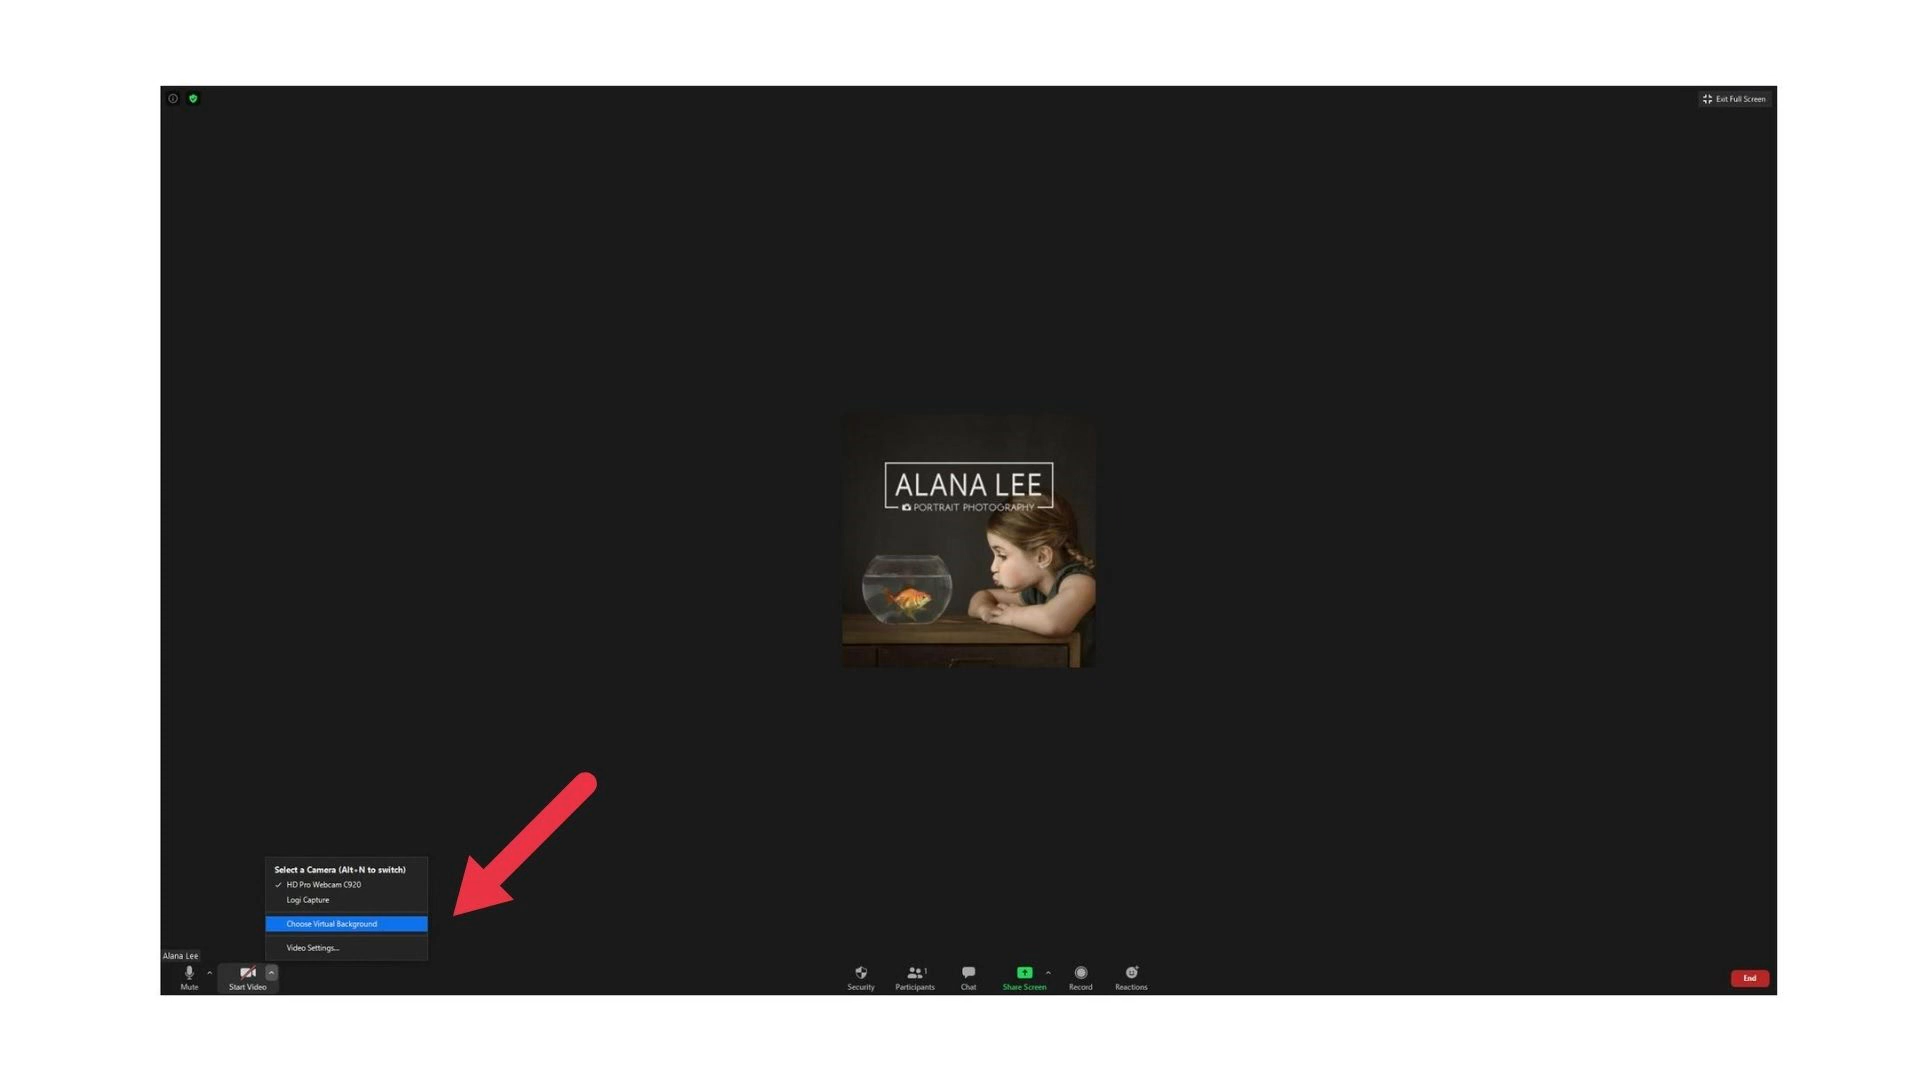 Exit Full Screen
ALANA LEE
PORTRAIT PHOTOGRAPHY
Select a Camera (Alt+N to switch)
HD Pro Webcam C920
Logi Capture
Choose Virtual Background
Video Settings...
Alana Lee
Mute
Start Video
Security
Participants
1
Chat
Share Screen
Record
Reactions
End